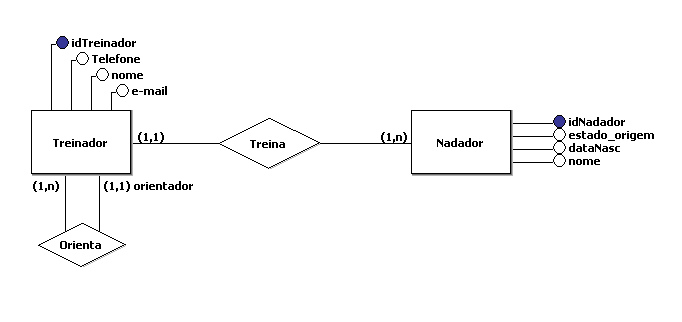 idTreinador
Telefone
nome
e-mail
Treinador
(1,1)
Treina
(1,n)
Nadador
idNadador
estado_origem
dataNasc
nome
(1,n)
(1,1) orientador
Orienta